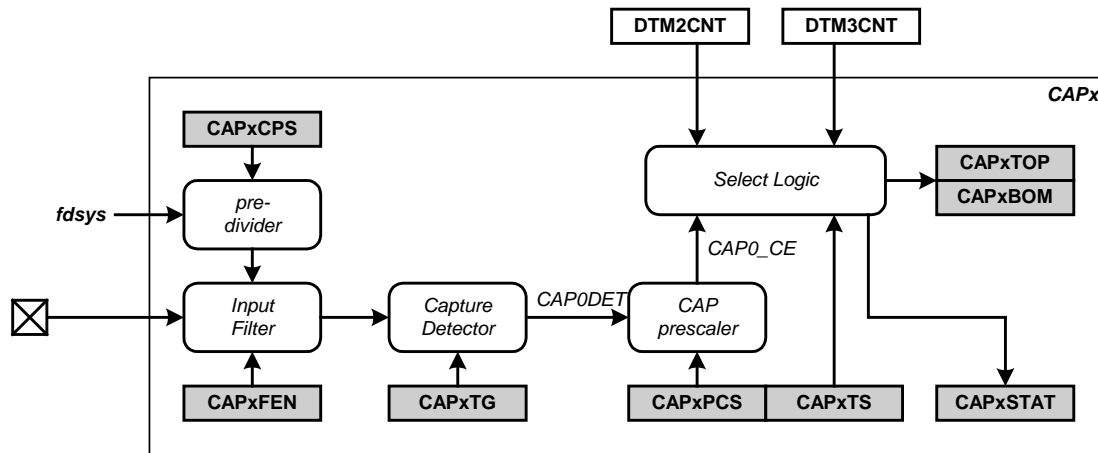 DTM2CNT
DTM3CNT
CAPx
CAPxCPS
CAPxTOP
CAPxBOM
Select Logic
pre-
divider
fdsys
CAP0_CE
Input
Filter
Capture
Detector
CAP0DET
CAP
prescaler
CAPxFEN
CAPxTG
CAPxPCS
CAPxTS
CAPxSTAT